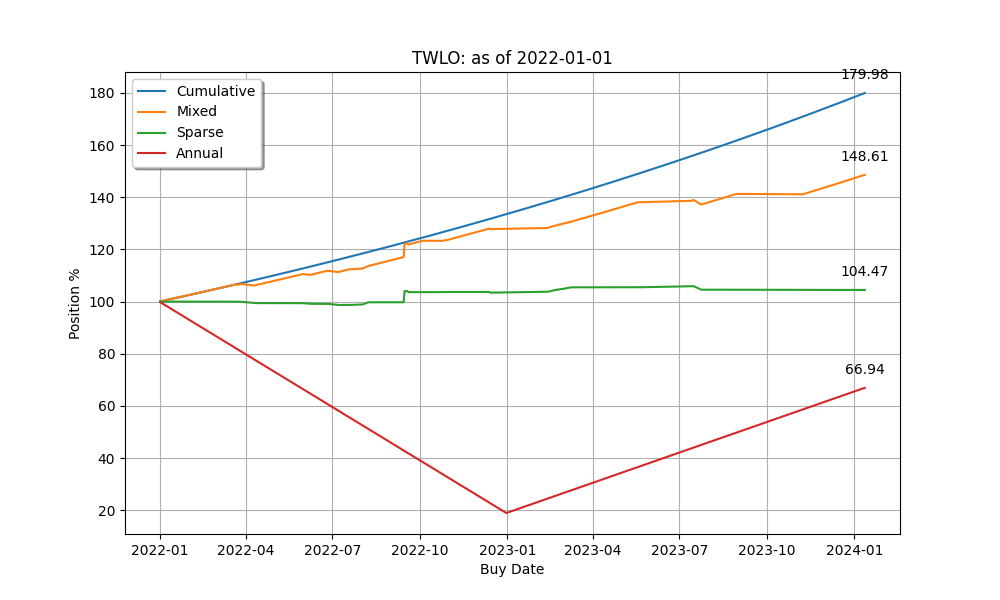 TWLO: as of 2022-01-01
Cumulative
Mixed
Sparse
Annual
179.98
148.61
104.47
66.94
Position %
180
160
140
120
100
80
60
40
20
2022-01 2022-04 2022-07 2022-10 2023-01 2023-04 2023-07 2023-10 2024-01
Buy Date